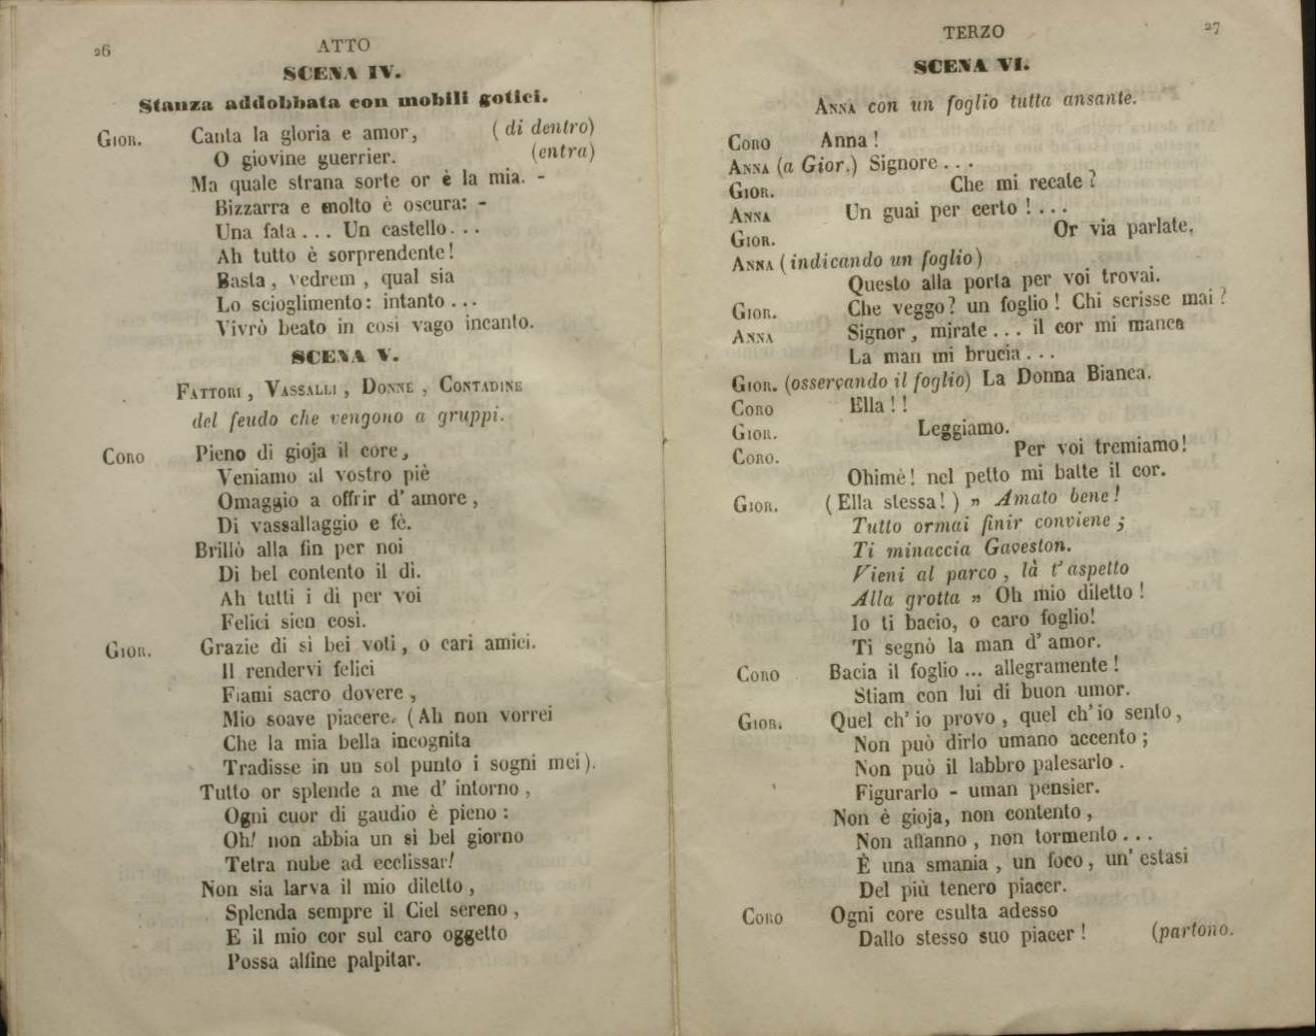 26
ATTO
SCENA IV.
Stanza addobbata con mobili gotici.
GIOR. Canta la gloria e amor, (di dentro)
O giovine guerrier. (entra)
Ma quale strana sorte or è la mia. -
Bizzarra e molto è oscura: -
Una fata... Un castello...
Ah tutto è sorprendente!
Basta, vedrem, qual sia
Lo scioglimento: intanto...
Vivrò beato in così vago incanto.
SCENA V.
FATTORI, VASSALLI, DONNE, CONTADINE
del feudo che vengono a gruppi.
CORO Pieno di gioja il core,
Veniamo al vostro piè
Omaggio a offrir d' amore,
Di vassallaggio e fè.
Brillò alla fin per noi
Di bel contento il dì.
Ah tutti i dì per voi
Felici sien così.
GIOR. Grazie di sì bei voti, o cari amici.
Il rendervi felici
Fiami sacro dovere,
Mio soave piacere. (Ah non vorrei
Che la mia bella incognita
Tradisse in un sol punto i sogni mei).
Tutto or splende a me d' intorno,
Ogni cuor di gaudio è pieno:
Oh! non abbia un sì bel giorno
Tetra nube ad ecclissar!
Non sia larva il mio diletto,
Splenda sempre il Ciel sereno,
E il mio cor sul caro oggetto
Possa alfine palpitar.
TERZO
27
SCENA VI.
ANNA con un foglio tutta ansante.
CORO Anna!
ANNA (a Gior.) Signore...
GIOR. Che mi recate?
ANNA Un guai per certo!...
GIOR. Or via parlate,
ANNA (indicando un foglio)
Questo alla porta per voi trovai.
GIOR. Che veggo? un foglio! Chi scrisse mai?
ANNA Signor, mirate... il cor mi manca
La man mi brucia...
GIOR. (osservando il foglio) La Donna Bianca.
CORO Ella!!
GIOR. Leggiamo.
CORO. Per voi tremiamo!
Ohimè! nel petto mi batte il cor.
GIOR. (Ella stessa!) „ Amato bene!
Tutto ormai finir conviene;
Ti minaccia Gaveston.
Vieni al parco, là t'aspetto
Alla grotta „ Oh mio diletto!
Io ti bacio, o caro foglio!
Ti segnò la man d' amor.
CORO Bacia il foglio... allegramente!
Stiam con lui di buon umor.
GIOR. Quel ch' io provo, quel ch' io sento,
Non può dirlo umano accento;
Non può il labbro palesarlo.
Figurarlo - uman pensier.
Non è gioja, non contento,
Non affanno, non tormento...
È una smania, un foco, un' estasi
Del più tenero piacer.
CORO Ogni core esulta adesso
Dallo stesso suo piacer! (partono.